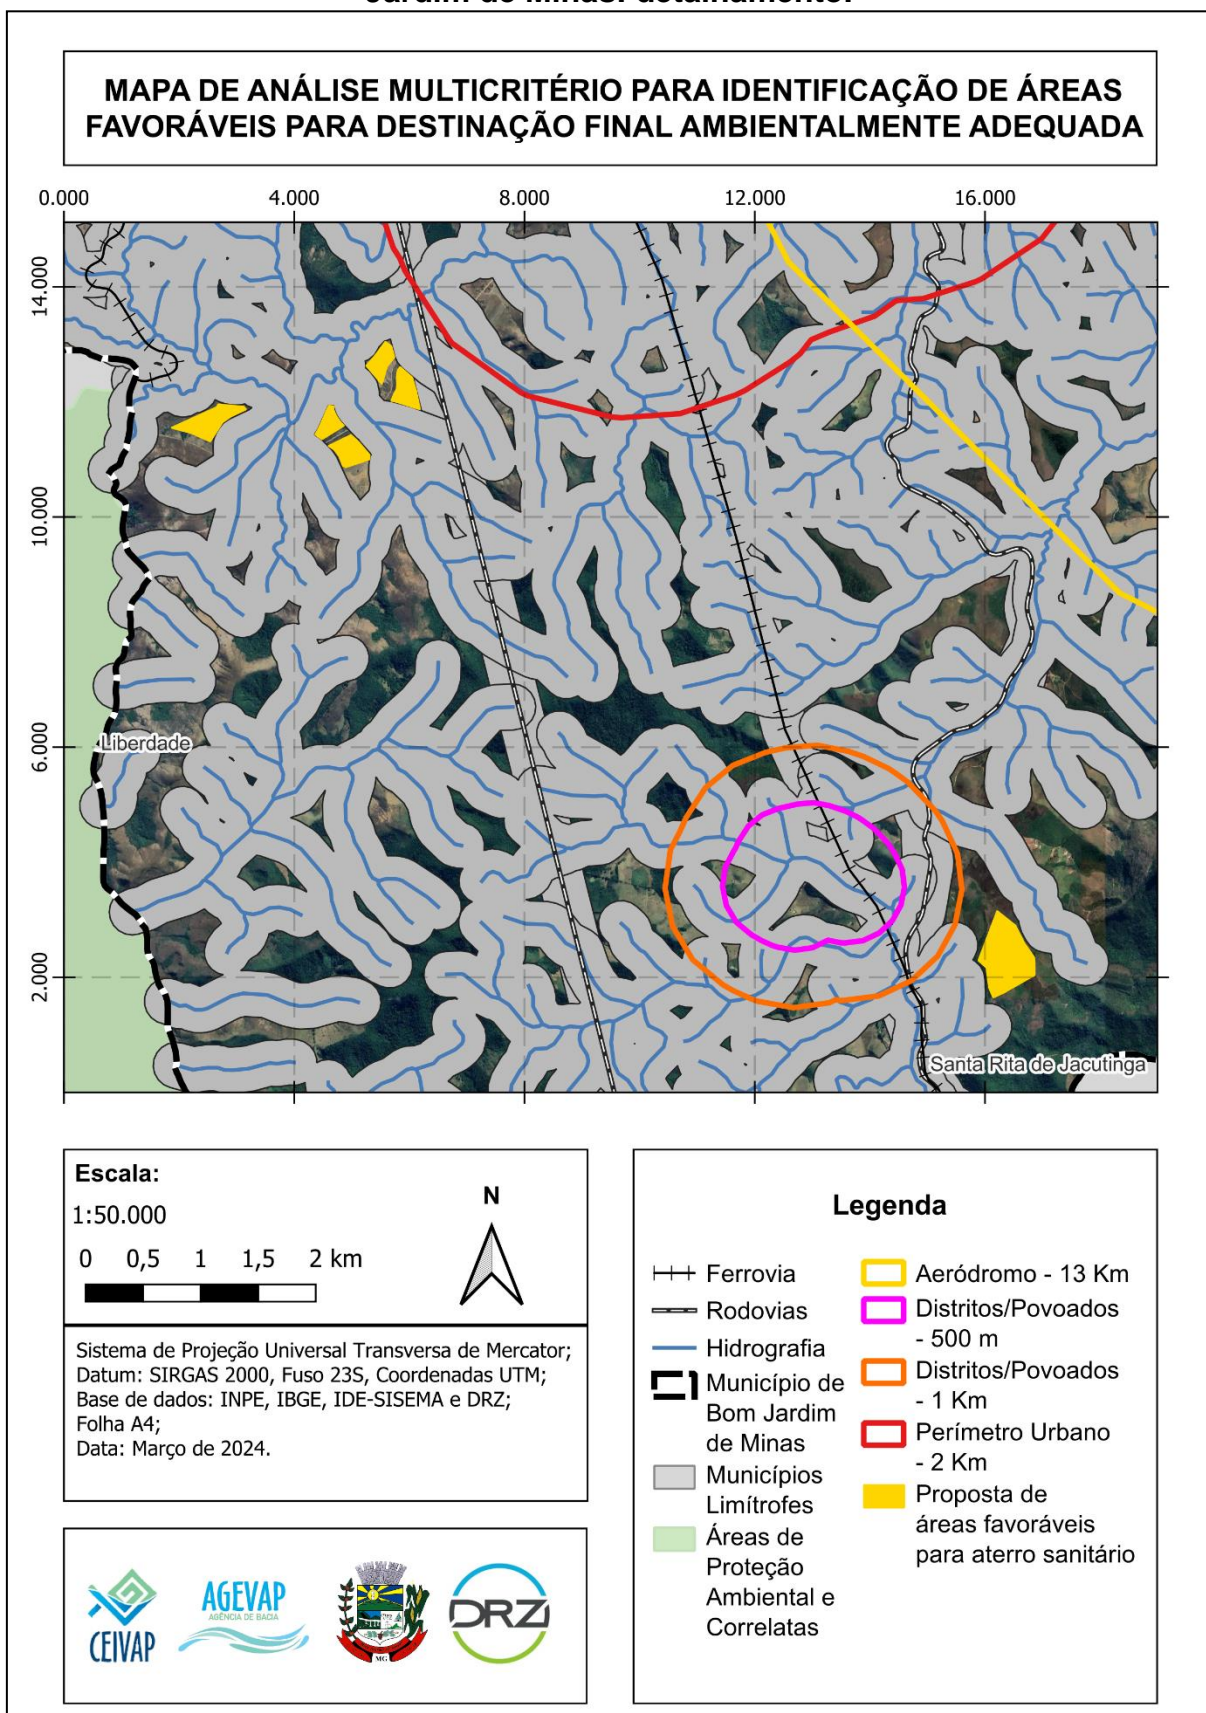 Jardim de Minas: detalhamento.
MAPA DE ANÁLISE MULTICRITÉRIO PARA IDENTIFICAÇÃO DE ÁREAS
FAVORÁVEIS PARA DESTINAÇÃO FINAL AMBIENTALMENTE ADEQUADA
0.000 4.000 8.000 12.000 16.000
14.000
10.000
6.000
2.000
Liberdade
Santa Rita de Jacutinga
Escala:
1:50.000
0 0,5 1 1,5 2 km
N
Sistema de Projeção Universal Transversa de Mercator;
Datum: SIRGAS 2000, Fuso 23S, Coordenadas UTM;
Base de dados: INPE, IBGE, IDE-SISEMA e DRZ;
Folha A4;
Data: Março de 2024.
CEIVAP
AGEVAP
AGÊNCIA DE BACIA
MG
DRZ
Legenda
Ferrovia
Rodovias
Hidrografia
Município de
Bom Jardim
de Minas
Municípios
Limítrofes
Áreas de
Proteção
Ambiental e
Correlatas
Aeródromo - 13 Km
Distritos/Povoados
- 500 m
Distritos/Povoados
- 1 Km
Perímetro Urbano
- 2 Km
Proposta de
áreas favoráveis
para aterro sanitário